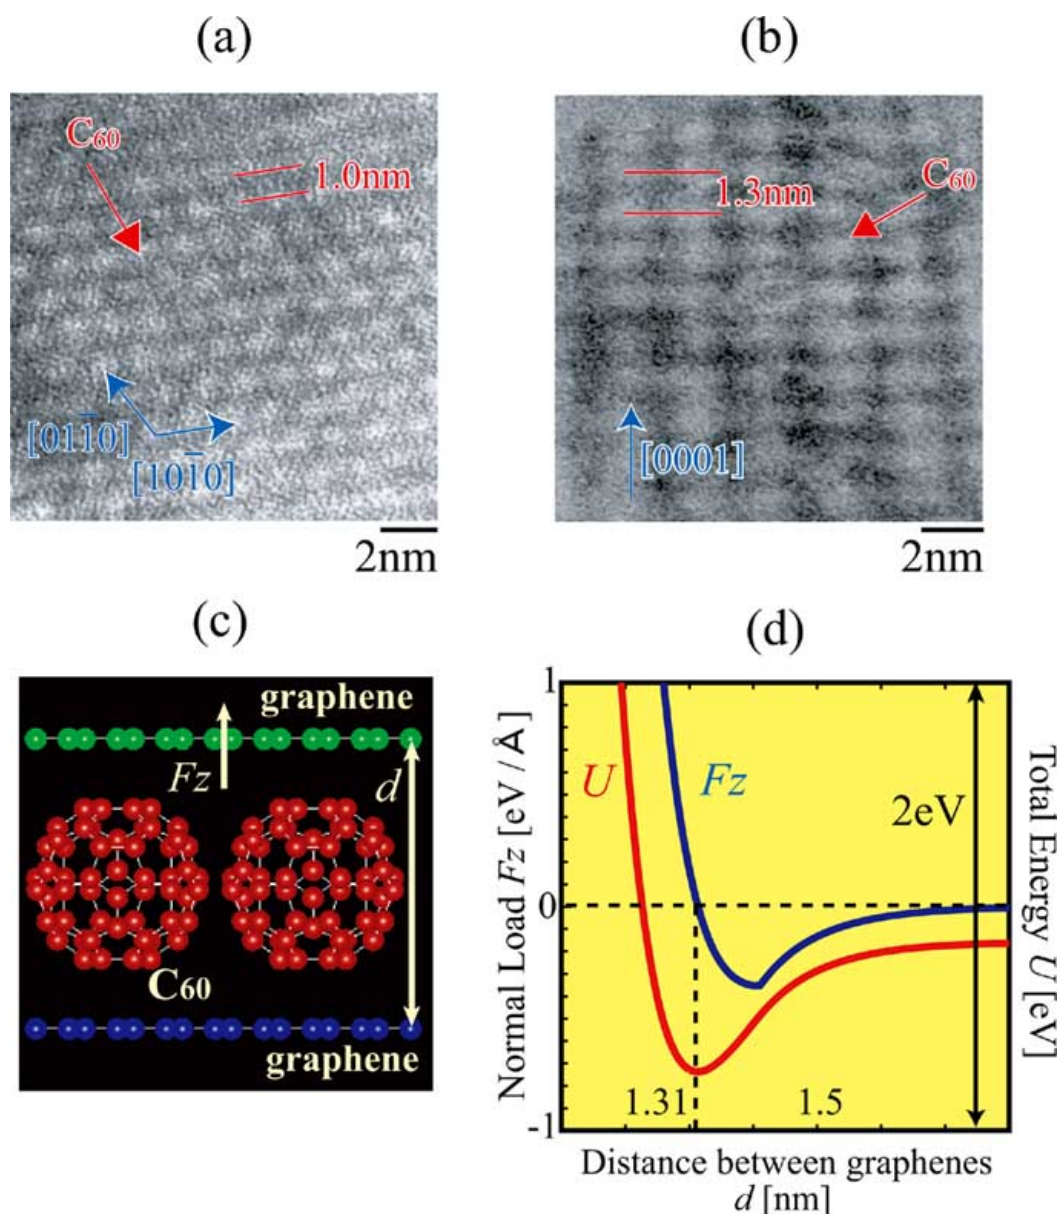 (a)
(b)
C₆₀
1.0nm
[011̄0]
[101̄0]
2nm
1.3nm
C₆₀
[0001]
2nm
(c)
(d)
graphene
Fz
d
C₆₀
graphene
Normal Load Fz [eV / Å]
1
0
-1
U
Fz
2eV
1.31
1.5
Total Energy U [eV]
Distance between graphenes
d [nm]